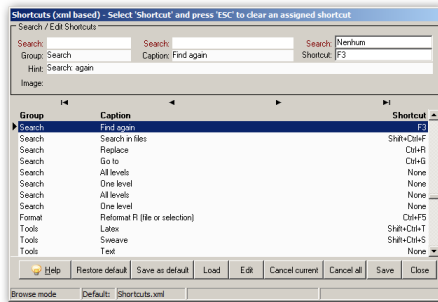 Shortcuts (xml based) - Select 'Shortcut' and press 'ESC' to clear an assigned shortcut
Search / Edit Shortcuts
Search: Search: Search: Nenhum
Group: Search Caption: Find again Shortcut: F3
Hint: Search: again
Image:
Group Caption Shortcut
Search Find again F3
Search Search in files Shift+Ctrl+F
Search Replace Ctrl+R
Search Go to Ctrl+G
Search All levels None
Search One level None
Search All levels None
Search One level None
Format Reformat R (file or selection) Ctrl+F5
Tools Latex Shift+Ctrl+T
Tools Sweave Shift+Ctrl+S
Tools Text None
Help Restore default Save as default Load Edit Cancel current Cancel all Save Close
Browse mode Default: Shortcuts.xml